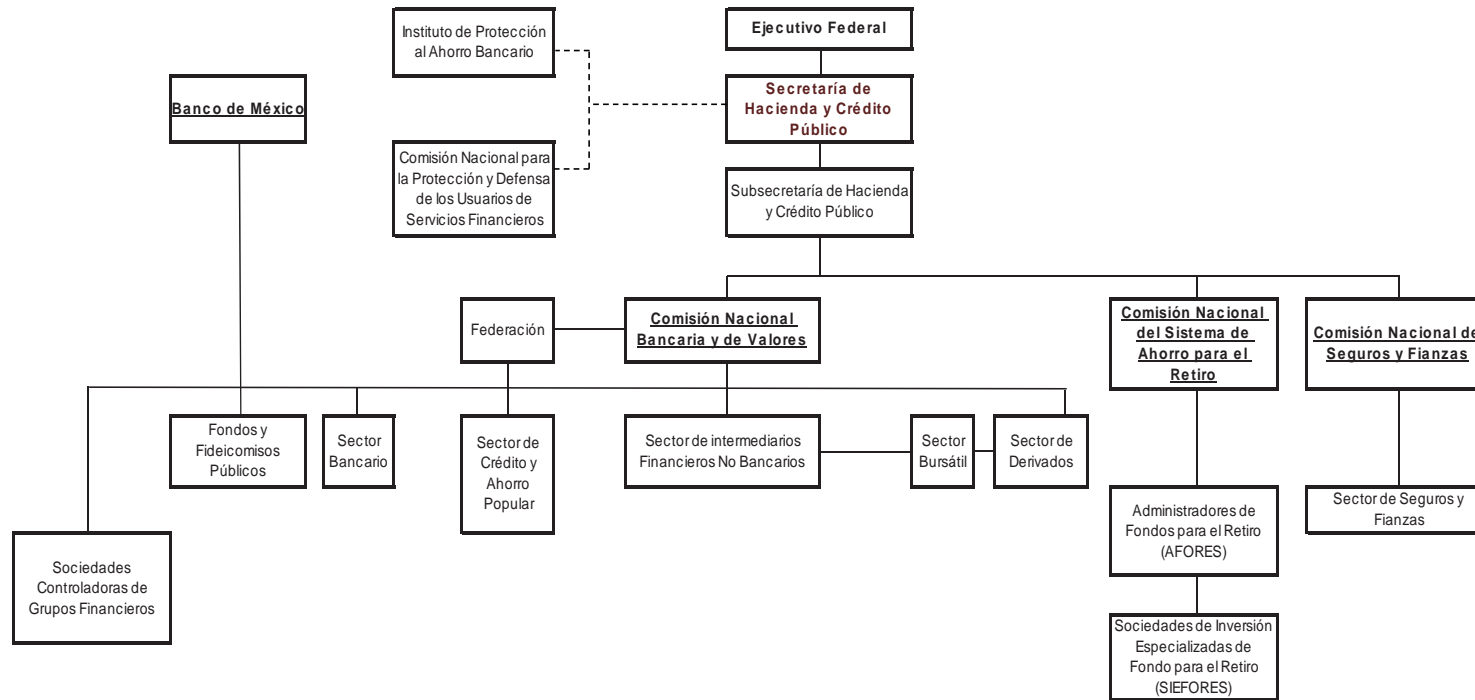 Instituto de Protección
al Ahorro Bancario
Ejecutivo Federal
Banco de México
Secretaría de
Hacienda y Crédito
Público
Comisión Nacional para
la Protección y Defensa
de los Usuarios de
Servicios Financieros
Subsecretaría de Hacienda
y Crédito Público
Federación
Comisión Nacional
Bancaria y de Valores
Comisión Nacional
del Sistema de
Ahorro para el
Retiro
Comisión Nacional de
Seguros y Fianzas
Fondos y
Fideicomisos
Públicos
Sector
Bancario
Sector de
Crédito y
Ahorro
Popular
Sector de intermediarios
Financieros No Bancarios
Sector
Bursátil
Sector de
Derivados
Administradores de
Fondos para el Retiro
(AFORES)
Sector de Seguros y
Fianzas
Sociedades
Controladoras de
Grupos Financieros
Sociedades de Inversión
Especializadas de
Fondo para el Retiro
(SIEFORES)